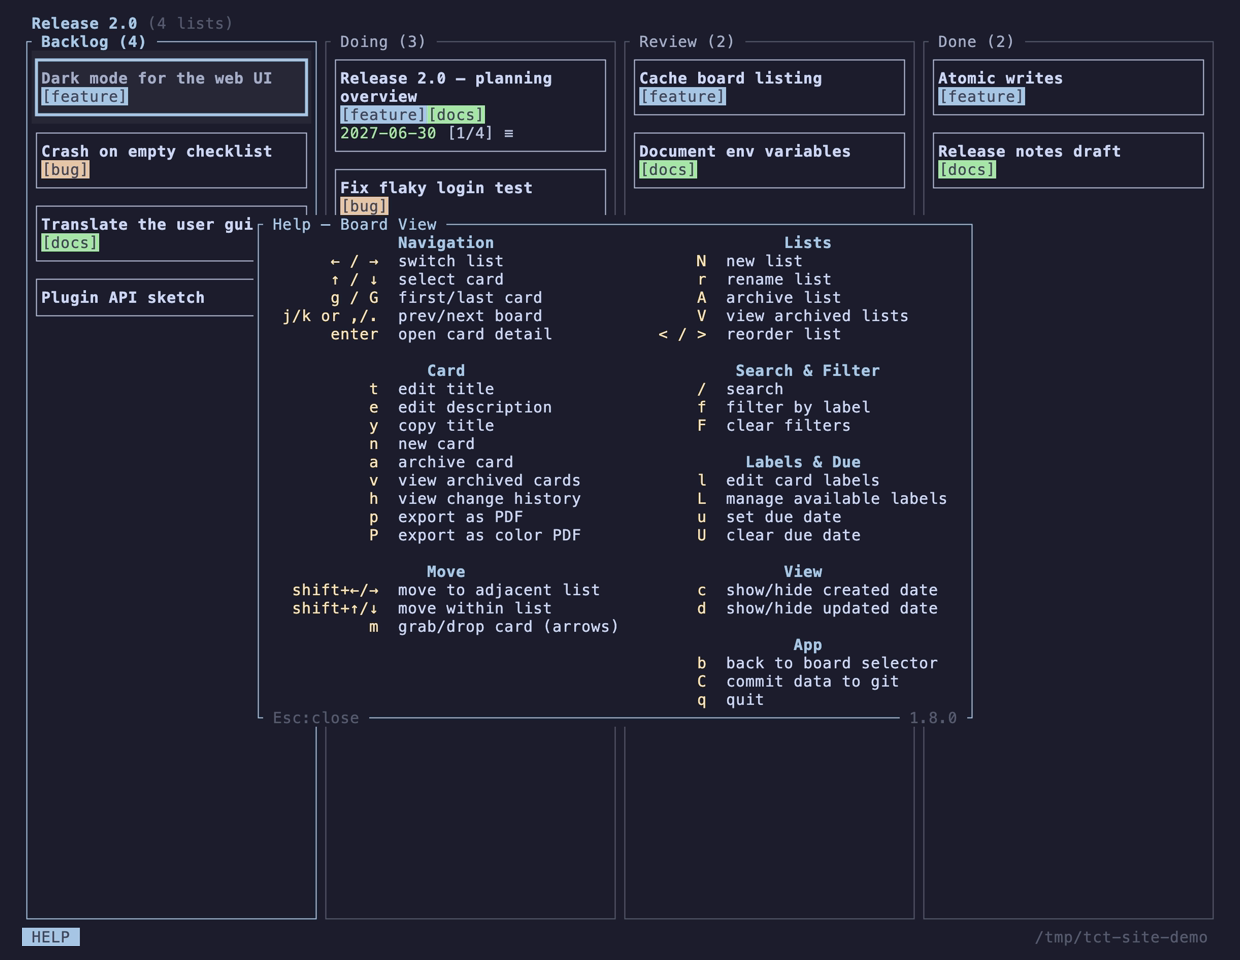 Release 2.0 (4 lists)
Backlog (4)
Dark mode for the web UI
[feature]
Crash on empty checklist
[bug]
Translate the user gui
[docs]
Plugin API sketch
Doing (3)
Release 2.0 — planning
overview
[feature][docs]
2027-06-30 [1/4] ≡
Fix flaky login test
[bug]
Review (2)
Cache board listing
[feature]
Document env variables
[docs]
Done (2)
Atomic writes
[feature]
Release notes draft
[docs]
Help — Board View
Navigation
← / → switch list
↑ / ↓ select card
g / G first/last card
j/k or ,/. prev/next board
enter open card detail
Card
t edit title
e edit description
y copy title
n new card
a archive card
v view archived cards
h view change history
p export as PDF
P export as color PDF
Move
shift+←/→ move to adjacent list
shift+↑/↓ move within list
m grab/drop card (arrows)
Lists
N new list
r rename list
A archive list
V view archived lists
< / > reorder list
Search & Filter
/ search
f filter by label
F clear filters
Labels & Due
l edit card labels
L manage available labels
u set due date
U clear due date
View
c show/hide created date
d show/hide updated date
App
b back to board selector
C commit data to git
q quit
Esc:close
1.8.0
HELP
/tmp/tct-site-demo